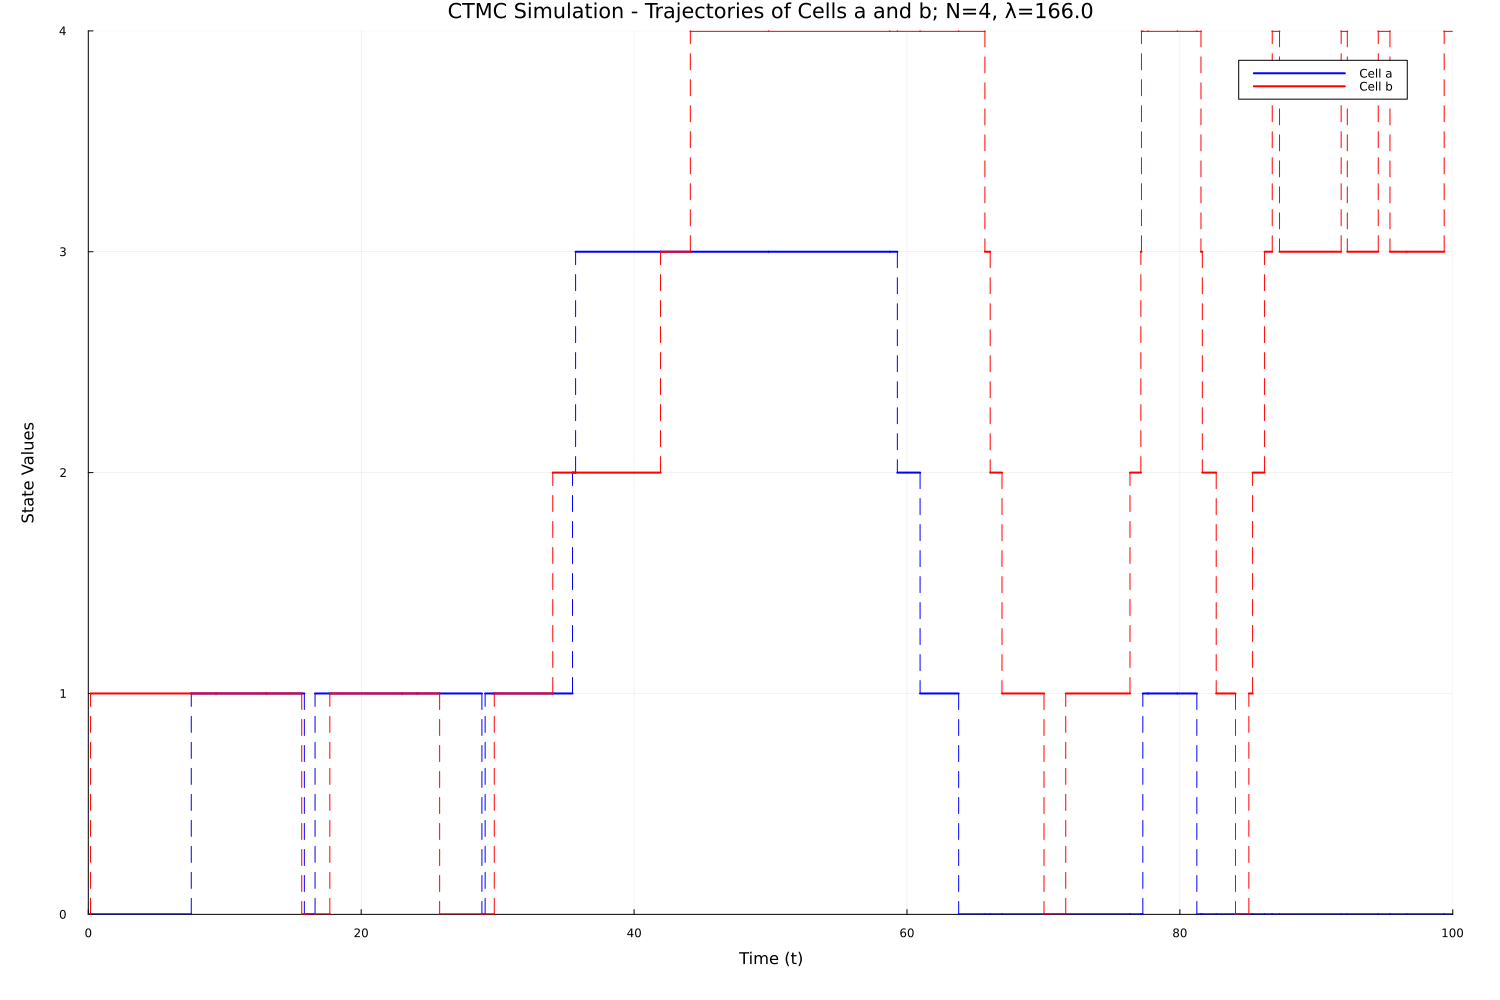 CTMC Simulation - Trajectories of Cells a and b; N=4, λ=166.0
4
Cell a
Cell b
3
State Values
2
1
0
0 20 40 60 80 100
Time (t)